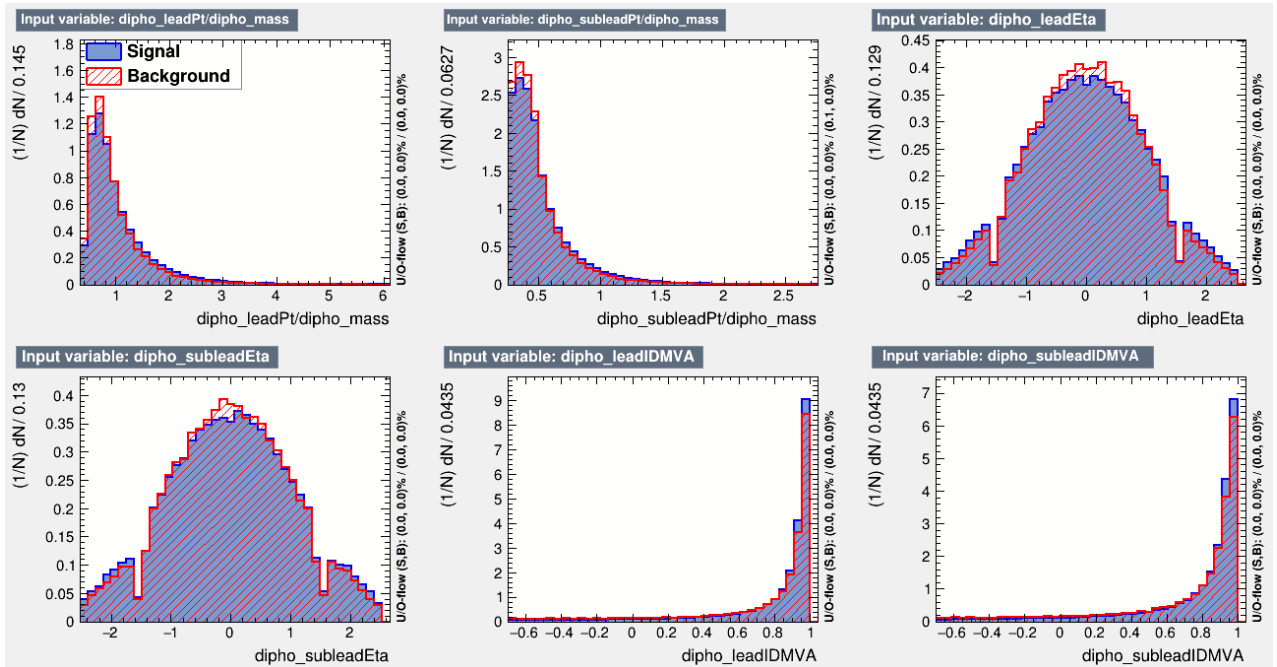 Input variable: dipho_leadPt/dipho_mass
(1/N) dN/ 0.145
1.8
1.6
1.4
1.2
1
0.8
0.6
0.4
0.2
0
Signal
Background
1 2 3 4 5 6
dipho_leadPt/dipho_mass
U/O-flow (S,B): (0.0, 0.0)% / (0.0, 0.0)%
Input variable: dipho_subleadPt/dipho_mass
(1/N) dN/ 0.0627
3
2.5
2
1.5
1
0.5
0
0.5 1 1.5 2 2.5
dipho_subleadPt/dipho_mass
U/O-flow (S,B): (0.0, 0.0)% / (0.1, 0.0)%
Input variable: dipho_leadEta
(1/N) dN/ 0.129
0.45
0.4
0.35
0.3
0.25
0.2
0.15
0.1
0.05
0
−2 −1 0 1 2
dipho_leadEta
U/O-flow (S,B): (0.0, 0.0)% / (0.0, 0.0)%
Input variable: dipho_subleadEta
(1/N) dN/ 0.13
0.4
0.35
0.3
0.25
0.2
0.15
0.1
0.05
0
−2 −1 0 1 2
dipho_subleadEta
U/O-flow (S,B): (0.0, 0.0)% / (0.0, 0.0)%
Input variable: dipho_leadIDMVA
(1/N) dN/ 0.0435
9
8
7
6
5
4
3
2
1
0
−0.6 −0.4 −0.2 0 0.2 0.4 0.6 0.8 1
dipho_leadIDMVA
U/O-flow (S,B): (0.0, 0.0)% / (0.0, 0.0)%
Input variable: dipho_subleadIDMVA
(1/N) dN/ 0.0435
7
6
5
4
3
2
1
0
−0.6 −0.4 −0.2 0 0.2 0.4 0.6 0.8 1
dipho_subleadIDMVA
U/O-flow (S,B): (0.0, 0.0)% / (0.0, 0.0)%